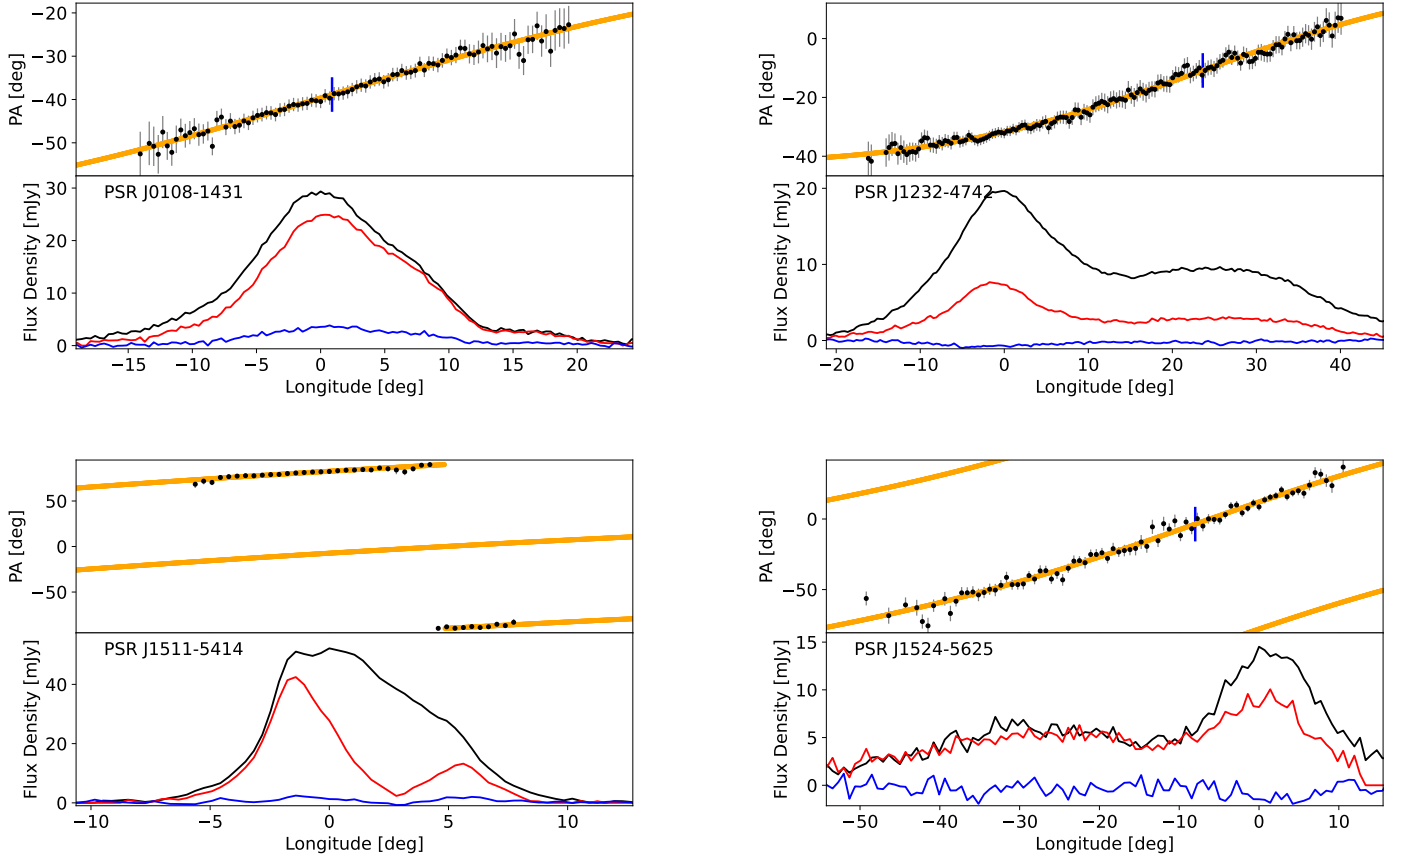 −20
−30
−40
−50
PA [deg]
PSR J0108-1431
30
20
10
0
Flux Density [mJy]
−15 −10 −5 0 5 10 15 20
Longitude [deg]
0
−20
−40
PA [deg]
PSR J1232-4742
20
10
0
Flux Density [mJy]
−20 −10 0 10 20 30 40
Longitude [deg]
50
0
−50
PA [deg]
PSR J1511-5414
40
20
0
Flux Density [mJy]
−10 −5 0 5 10
Longitude [deg]
0
−50
PA [deg]
PSR J1524-5625
15
10
5
0
Flux Density [mJy]
−50 −40 −30 −20 −10 0 10
Longitude [deg]